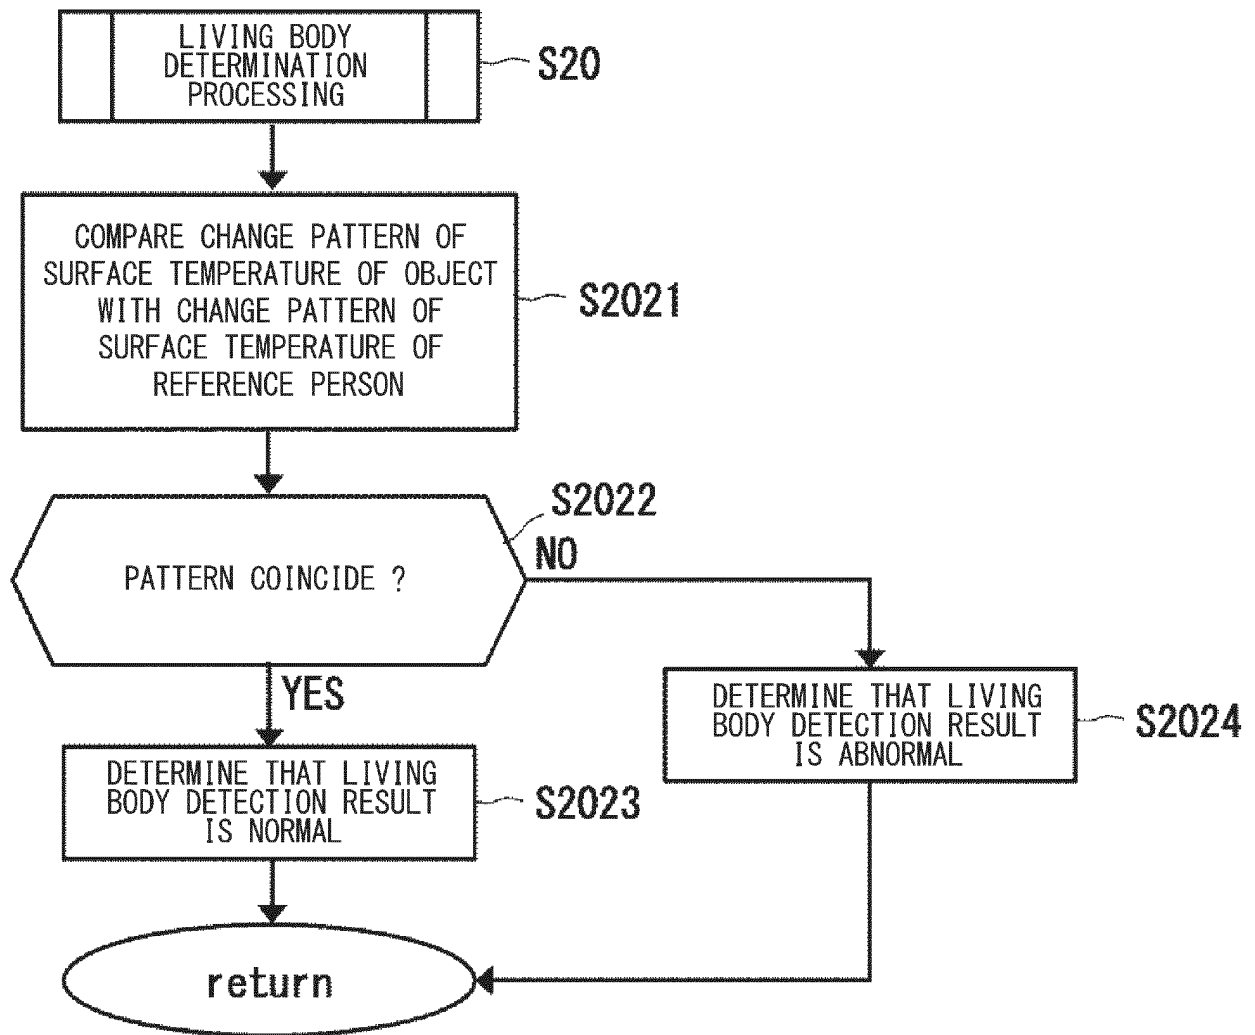 LIVING BODY
DETERMINATION
PROCESSING
S20
COMPARE CHANGE PATTERN OF
SURFACE TEMPERATURE OF OBJECT
WITH CHANGE PATTERN OF
SURFACE TEMPERATURE OF
REFERENCE PERSON
S2021
S2022
PATTERN COINCIDE ?
NO
YES
DETERMINE THAT LIVING
BODY DETECTION RESULT
IS ABNORMAL
S2024
DETERMINE THAT LIVING
BODY DETECTION RESULT
IS NORMAL
S2023
return